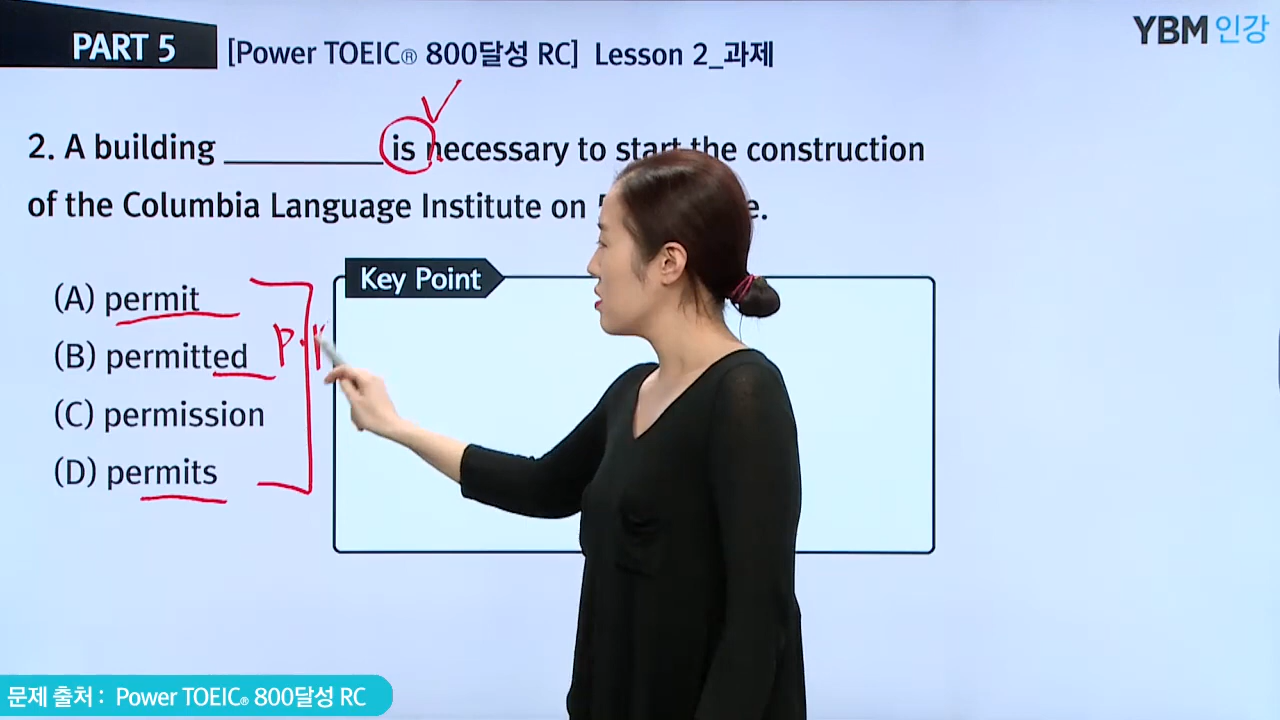 PART 5
[Power TOEIC® 800달성 RC] Lesson 2_과제
YBM 인강
2. A building __________ is necessary to start the construction
of the Columbia Language Institute on
(A) permit
(B) permitted
(C) permission
(D) permits
Key Point
문제 출처 : Power TOEIC® 800달성 RC